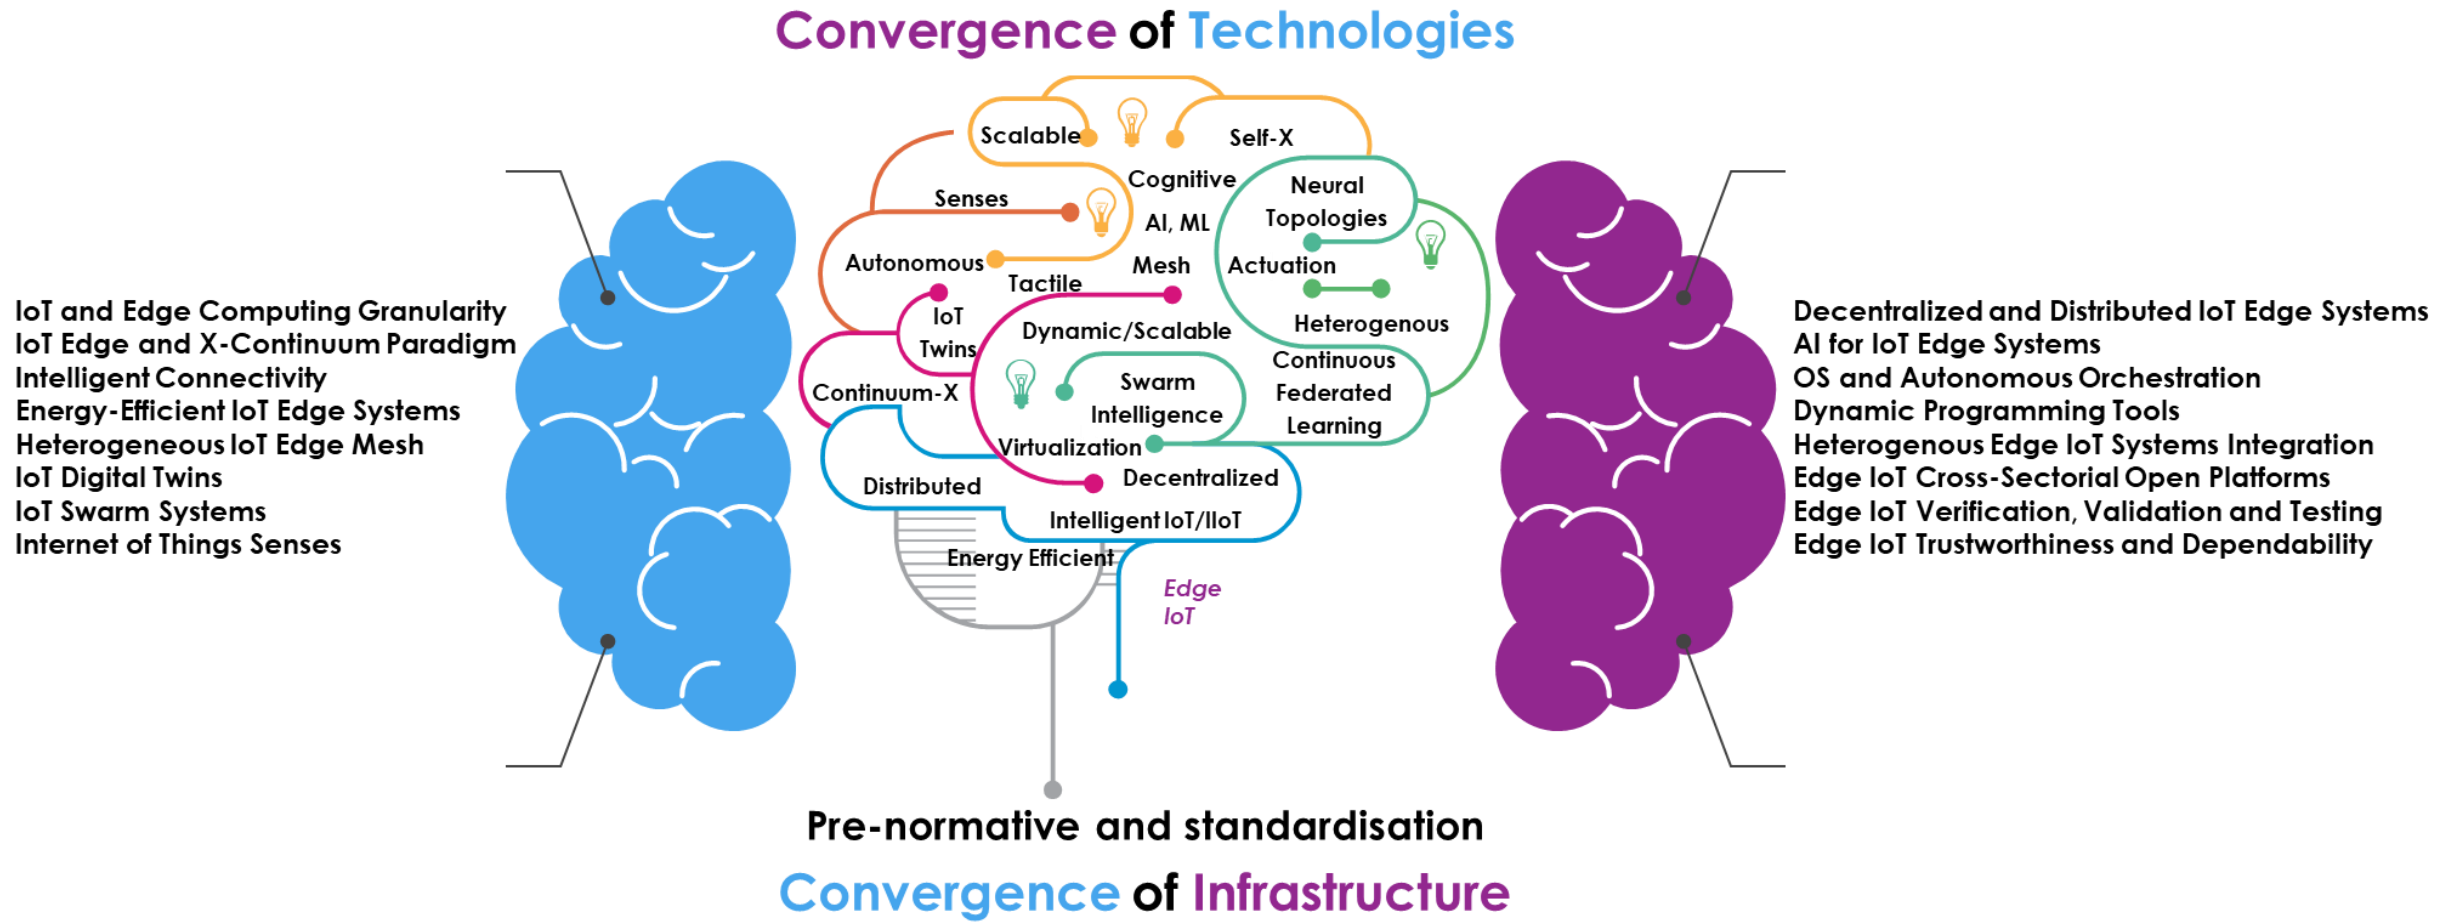 Convergence of Technologies
IoT and Edge Computing Granularity
IoT Edge and X-Continuum Paradigm
Intelligent Connectivity
Energy-Efficient IoT Edge Systems
Heterogeneous IoT Edge Mesh
IoT Digital Twins
IoT Swarm Systems
Internet of Things Senses
Scalable
Self-X
Cognitive
Neural
Topologies
Senses
AI, ML
Autonomous
Mesh
Actuation
Tactile
IoT
Twins
Dynamic/Scalable
Heterogenous
Continuous
Federated
Learning
Continuum-X
Swarm
Intelligence
Virtualization
Decentralized
Distributed
Intelligent IoT/IIoT
Energy Efficient
Edge
IoT
Decentralized and Distributed IoT Edge Systems
AI for IoT Edge Systems
OS and Autonomous Orchestration
Dynamic Programming Tools
Heterogenous Edge IoT Systems Integration
Edge IoT Cross-Sectorial Open Platforms
Edge IoT Verification, Validation and Testing
Edge IoT Trustworthiness and Dependability
Pre-normative and standardisation
Convergence of Infrastructure